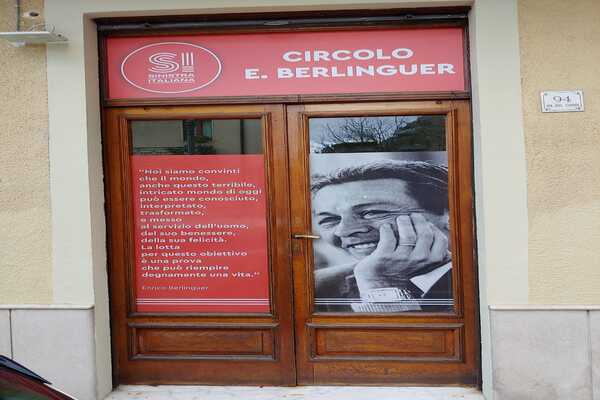 SI
SINISTRA
ITALIANA
CIRCOLO
E. BERLINGUER
94
"Noi siamo convinti
che il mondo,
anche questo terribile,
intricato mondo di oggi
può essere conosciuto,
interpretato,
trasformato,
e messo
al servizio dell'uomo,
del suo benessere,
della sua felicità.
La lotta
per questo obiettivo
è una prova
che può riempire
degnamente una vita."
Enrico Berlinguer